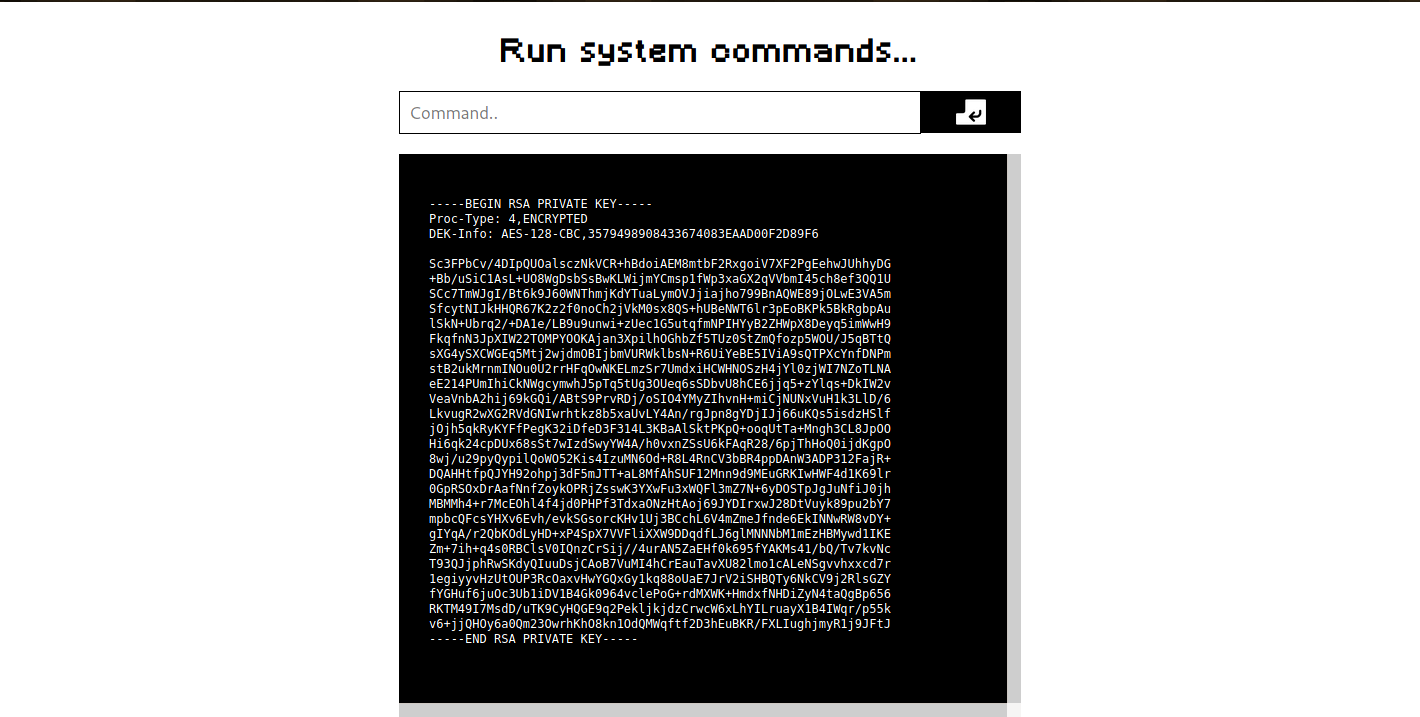 Run system commands...
Command..
-----BEGIN RSA PRIVATE KEY-----
Proc-Type: 4,ENCRYPTED
DEK-Info: AES-128-CBC,3579498908433674083EAAD00F2D89F6
Sc3FPbCv/4DIpQUOalsczNkVCR+hBdoiAEM8mtbF2RxgoiV7XF2PgEehwJUhhyDG
+Bb/uSiC1AsL+UO8WgDsbSsBwKLWijmYCmsp1fWp3xaGX2qVVbmI45ch8ef3QQ1U
SCc7TmWJgI/Bt6k9J60WNThmjKdYTuaLymOVJjiajho799BnAQWE89jOLwE3VA5m
SfcytNIJkHHQR67K2z2f0noCh2jVkM0sx8QS+hUBeNWT6lr3pEoBKPk5BkRgbpAu
lSkN+Ubrq2/+DA1e/LB9u9unwi+zUec1G5utqfmNPIHYyB2ZHWpX8Deyq5imWwH9
FkqfnN3JpXIW22TOMPYOOKAjan3XpilhOGhbZf5TUz0StZmQfozp5WOU/J5qBTtQ
sXG4ySXCWGEq5Mtj2wjdmOBIjbmVURWklbsN+R6UiYeBE5IViA9sQTPXcYnfDNPm
stB2ukMrnmINOu0U2rrHFqOwNKELmzSr7UmdxiHCWHNOSzH4jYl0zjWI7NZoTLNA
eE214PUmIhiCkNWgcymwhJ5pTq5tUg3OUeq6sSDbvU8hCE6jjq5+zYlqs+DkIW2v
VeaVnbA2hij69kGQi/ABtS9PrvRDj/oSIO4YMyZIhvnH+miCjNUNxVuH1k3LlD/6
LkvugR2wXG2RVdGNIwrhtkz8b5xaUvLY4An/rgJpn8gYDjIJj66uKQs5isdzHSlf
jOjh5qkRyKYFfPegK32iDfeD3F314L3KBaAlSktPKpQ+ooqUtTa+Mngh3CL8JpOO
Hi6qk24cpDUx68sSt7wIzdSwyYW4A/h0vxnZSsU6kFAqR28/6pjThHoQ0ijdKgpO
8wj/u29pyQypilQoWO52Kis4IzuMN6Od+R8L4RnCV3bBR4ppDAnW3ADP312FajR+
DQAHHtfpQJYH92ohpj3dF5mJTT+aL8MfAhSUF12Mnn9d9MEuGRKIwHWF4d1K69lr
0GpRSOxDrAafNnfZoykOPRjZsswK3YXwFu3xWQFl3mZ7N+6yDOSTpJgJuNfiJ0jh
MBMMh4+r7McEOhl4f4jd0PHPf3TdxaONzHtAoj69JYDIrxwJ28DtVuyk89pu2bY7
mpbcQFcsYHXv6Evh/evkSGsorcKHv1Uj3BCchL6V4mZmeJfnde6EkINNwRW8vDY+
gIYqA/r2QbKOdLyHD+xP4SpX7VVFliXXW9DDqdfLJ6glMNNNbM1mEzHBMywd1IKE
Zm+7ih+q4s0RBClsV0IQnzCrSij//4urAN5ZaEHf0k695fYAKMs41/bQ/Tv7kvNc
T93QJjphRwSKdyQIuuDsjCAoB7VuMI4hCrEauTavXU82lmo1cALeNSgvvhxxcd7r
1egiyyvHzUtOUP3RcOaxvHwYGQxGy1kq88oUaE7JrV2iSHBQTy6NkCV9j2RlsGZY
fYGHuf6juOc3Ub1iDV1B4Gk0964vclePoG+rdMXWK+HmdxfNHDiZyN4taQgBp656
RKTM49I7MsdD/uTK9CyHQGE9q2PekljkjdzCrwcW6xLhYILruayX1B4IWqr/p55k
v6+jjQHOy6a0Qm23OwrhKhO8kn1OdQMWqftf2D3hEuBKR/FXLIughjmyR1j9JFtJ
-----END RSA PRIVATE KEY-----